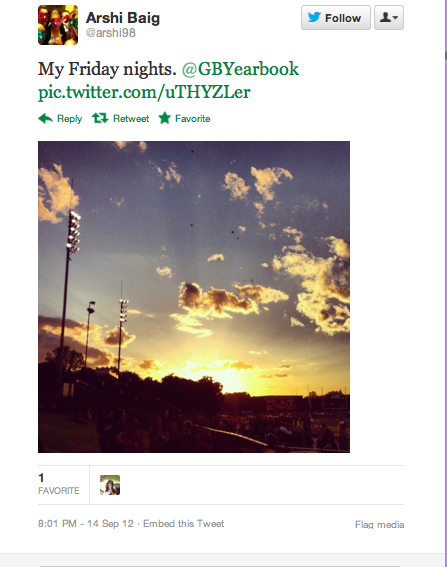 Arshi Baig
@arshi98
Follow
My Friday nights. @GBYearbook
pic.twitter.com/uTHYZLer
Reply Retweet Favorite
1
FAVORITE
8:01 PM - 14 Sep 12 · Embed this Tweet
Flag media